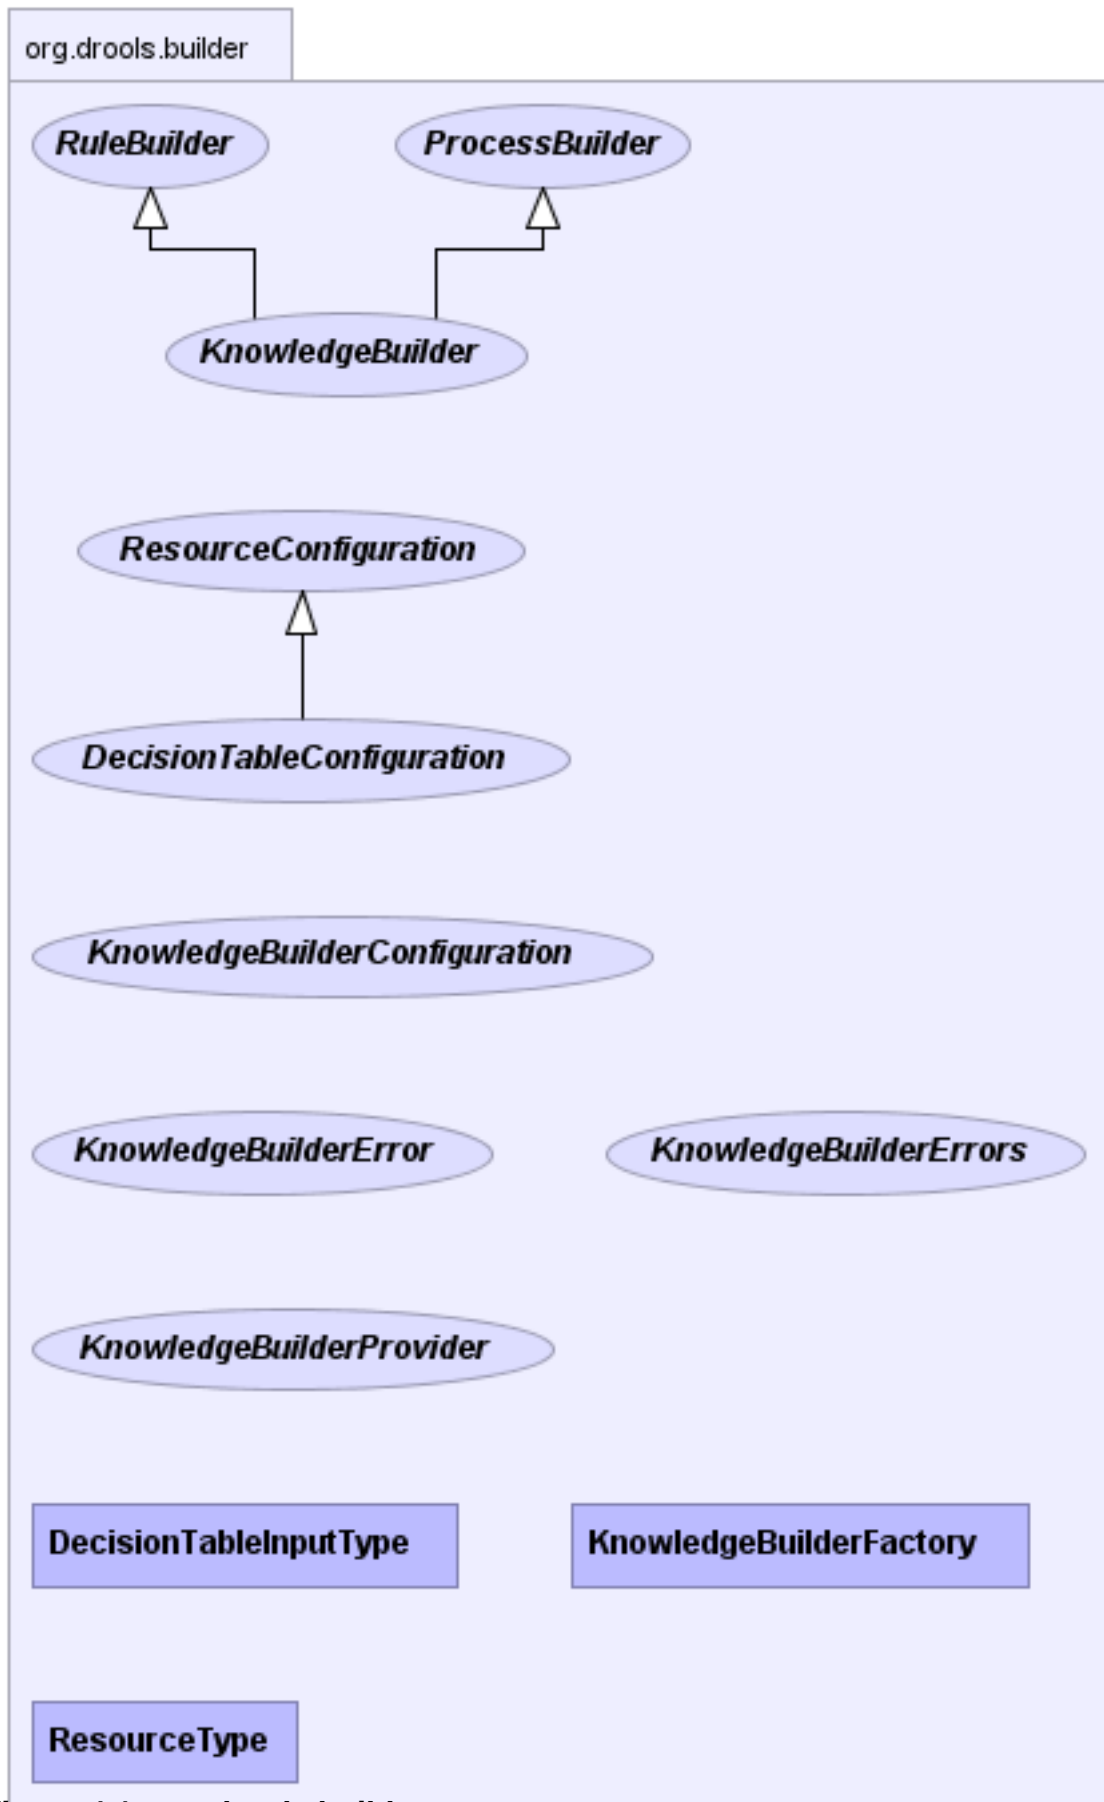 org.drools.builder
RuleBuilder ProcessBuilder
KnowledgeBuilder
ResourceConfiguration
DecisionTableConfiguration
KnowledgeBuilderConfiguration
KnowledgeBuilderError KnowledgeBuilderErrors
KnowledgeBuilderProvider
DecisionTableInputType KnowledgeBuilderFactory
ResourceType